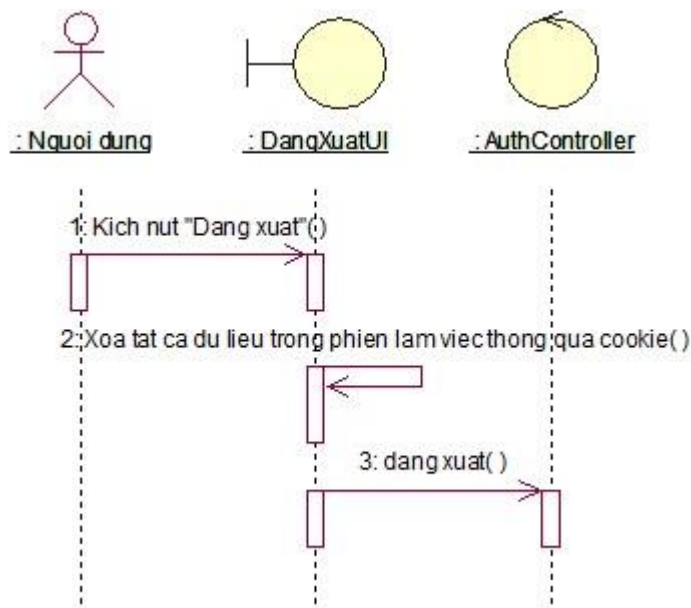 : Nguoi dung
: DangXuatUI
: AuthController
1: Kich nut "Dang xuat"( )
2: Xoa tat ca du lieu trong phien lam viec thong qua cookie( )
3: dang xuat( )